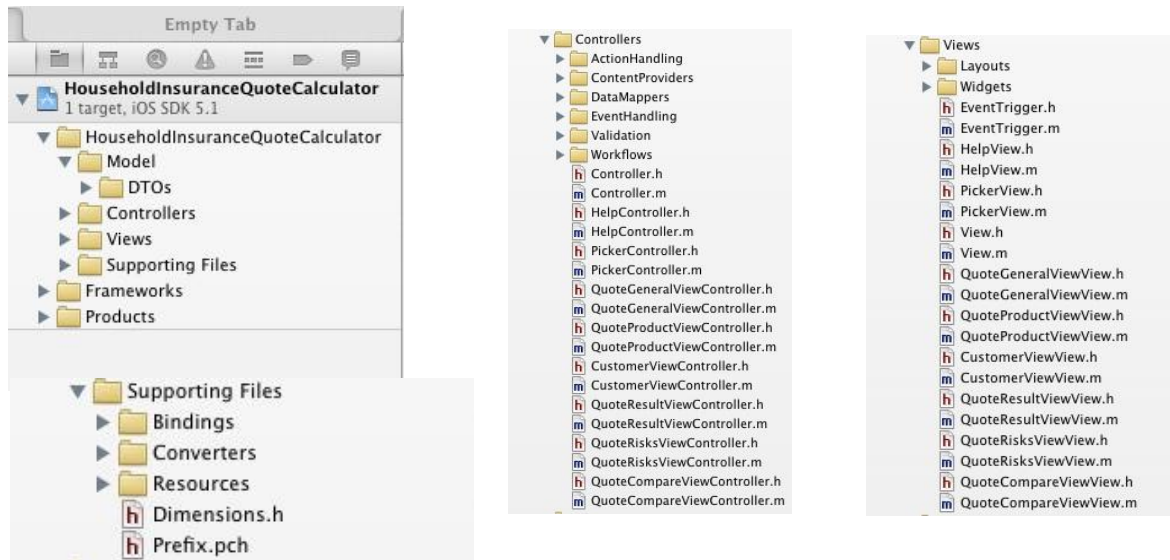 Empty Tab
HouseholdInsuranceQuoteCalculator
1 target, iOS SDK 5.1
HouseholdInsuranceQuoteCalculator
Model
DTOs
Controllers
Views
Supporting Files
Frameworks
Products
Supporting Files
Bindings
Converters
Resources
h Dimensions.h
h Prefix.pch
Controllers
ActionHandling
ContentProviders
DataMappers
EventHandling
Validation
Workflows
h Controller.h
m Controller.m
h HelpController.h
m HelpController.m
h PickerController.h
m PickerController.m
h QuoteGeneralViewController.h
m QuoteGeneralViewController.m
h QuoteProductViewController.h
m QuoteProductViewController.m
h CustomerViewController.h
m CustomerViewController.m
h QuoteResultViewController.h
m QuoteResultViewController.m
h QuoteRisksViewController.h
m QuoteRisksViewController.m
h QuoteCompareViewController.h
m QuoteCompareViewController.m
Views
Layouts
Widgets
h EventTrigger.h
m EventTrigger.m
h HelpView.h
m HelpView.m
h PickerView.h
m PickerView.m
h View.h
m View.m
h QuoteGeneralViewView.h
m QuoteGeneralViewView.m
h QuoteProductViewView.h
m QuoteProductViewView.m
h CustomerViewView.h
m CustomerViewView.m
h QuoteResultViewView.h
m QuoteResultViewView.m
h QuoteRisksViewView.h
m QuoteRisksViewView.m
h QuoteCompareViewView.h
m QuoteCompareViewView.m